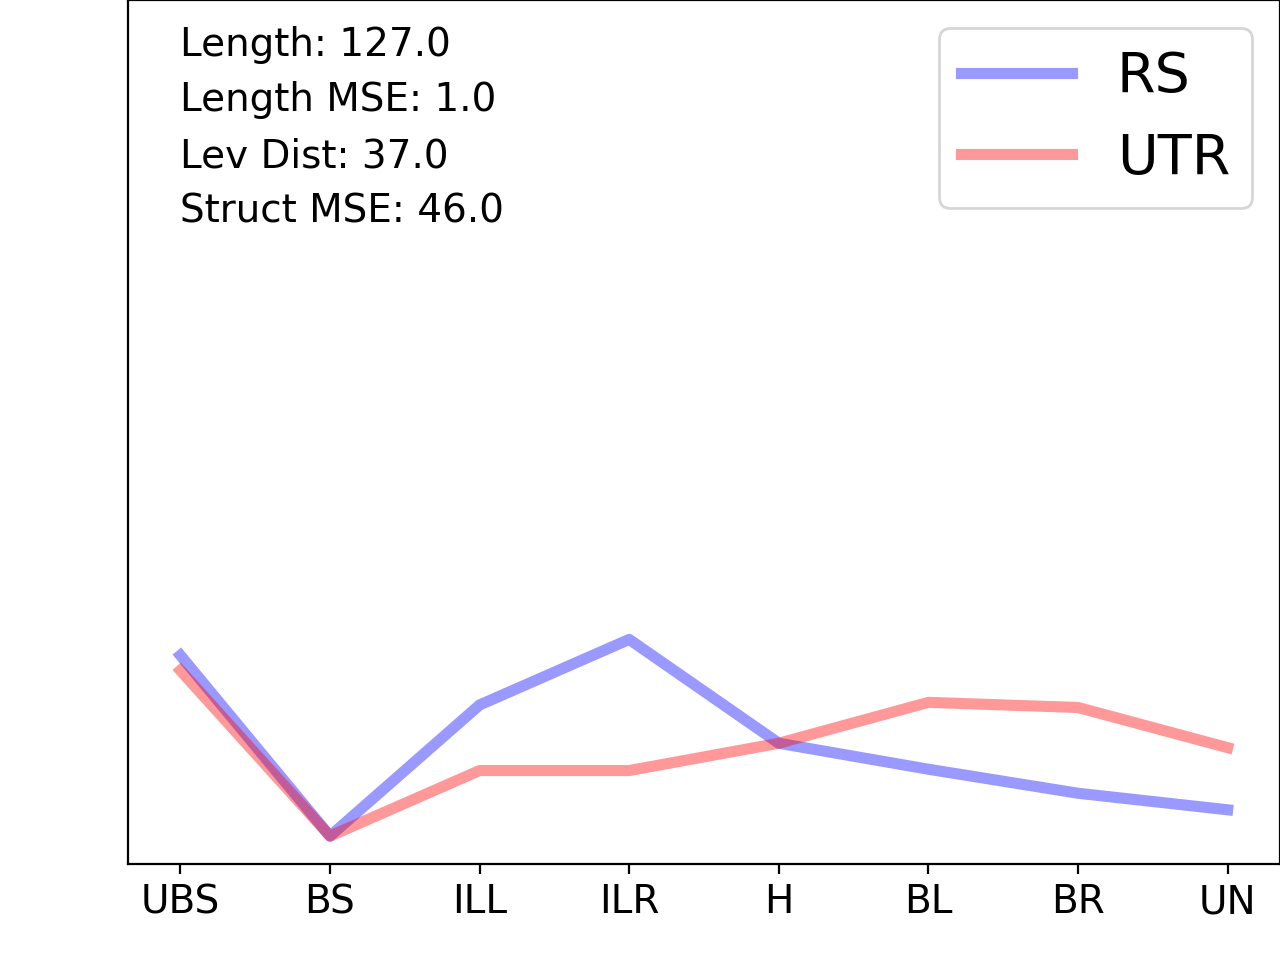 Length: 127.0
Length MSE: 1.0
Lev Dist: 37.0
Struct MSE: 46.0
RS
UTR
UBS BS ILL ILR H BL BR UN